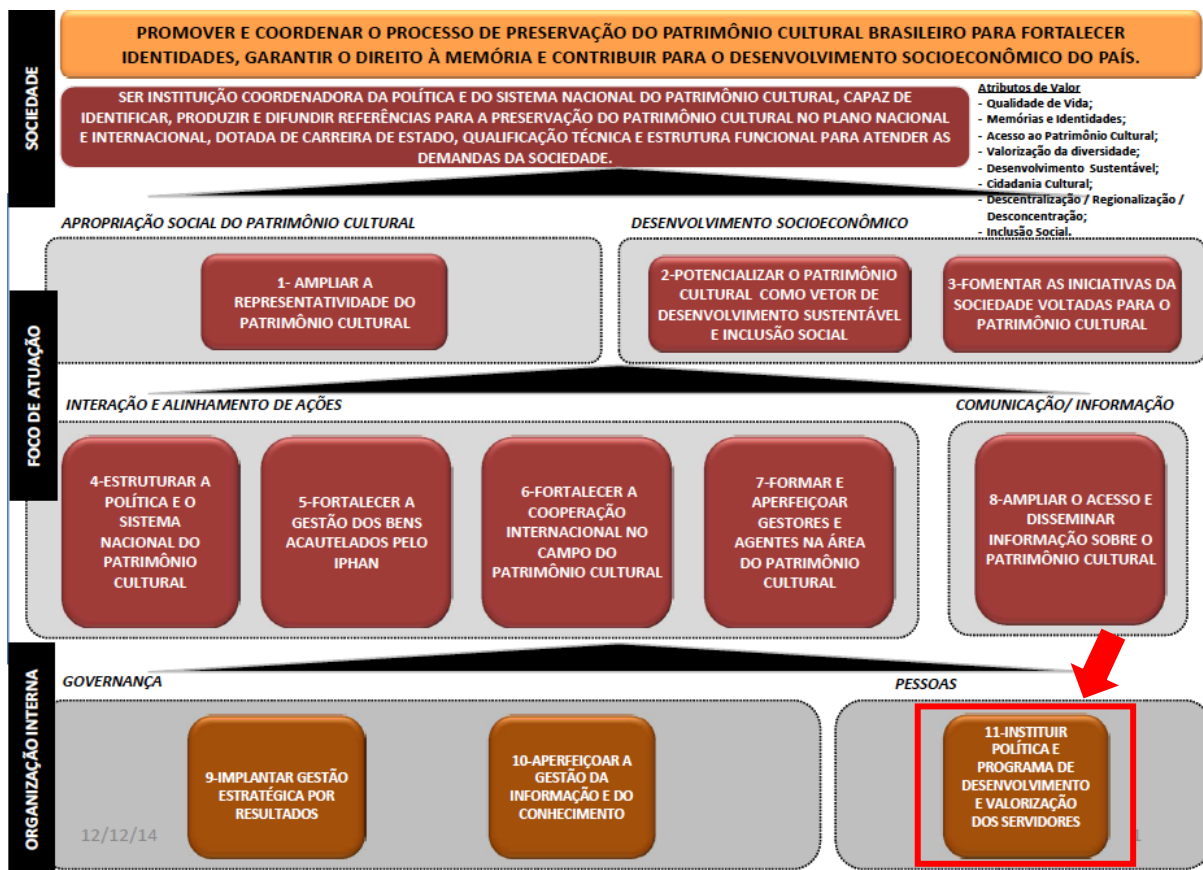 SOCIEDADE
PROMOVER E COORDENAR O PROCESSO DE PRESERVAÇÃO DO PATRIMÔNIO CULTURAL BRASILEIRO PARA FORTALECER
IDENTIDADES, GARANTIR O DIREITO À MEMÓRIA E CONTRIBUIR PARA O DESENVOLVIMENTO SOCIOECONÔMICO DO PAÍS.
SER INSTITUIÇÃO COORDENADORA DA POLÍTICA E DO SISTEMA NACIONAL DO PATRIMÔNIO CULTURAL, CAPAZ DE
IDENTIFICAR, PRODUZIR E DIFUNDIR REFERÊNCIAS PARA A PRESERVAÇÃO DO PATRIMÔNIO CULTURAL NO PLANO NACIONAL
E INTERNACIONAL, DOTADA DE CARREIRA DE ESTADO, QUALIFICAÇÃO TÉCNICA E ESTRUTURA FUNCIONAL PARA ATENDER AS
DEMANDAS DA SOCIEDADE.
Atributos de Valor
- Qualidade de Vida;
- Memórias e Identidades;
- Acesso ao Patrimônio Cultural;
- Valorização da diversidade;
- Desenvolvimento Sustentável;
- Cidadania Cultural;
- Descentralização / Regionalização /
Desconcentração;
- Inclusão Social.
FOCO DE ATUAÇÃO
APROPRIAÇÃO SOCIAL DO PATRIMÔNIO CULTURAL
1- AMPLIAR A
REPRESENTATIVIDADE DO
PATRIMÔNIO CULTURAL
DESENVOLVIMENTO SOCIOECONÔMICO
2-POTENCIALIZAR O PATRIMÔNIO
CULTURAL COMO VETOR DE
DESENVOLVIMENTO SUSTENTÁVEL
E INCLUSÃO SOCIAL
3-FOMENTAR AS INICIATIVAS DA
SOCIEDADE VOLTADAS PARA O
PATRIMÔNIO CULTURAL
INTERAÇÃO E ALINHAMENTO DE AÇÕES
4-ESTRUTURAR A
POLÍTICA E O
SISTEMA
NACIONAL DO
PATRIMÔNIO
CULTURAL
5-FORTALECER A
GESTÃO DOS BENS
ACAUTELADOS PELO
IPHAN
6-FORTALECER A
COOPERAÇÃO
INTERNACIONAL NO
CAMPO DO
PATRIMÔNIO CULTURAL
7-FORMAR E
APERFEIÇOAR
GESTORES E
AGENTES NA ÁREA
DO PATRIMÔNIO
CULTURAL
COMUNICAÇÃO/ INFORMAÇÃO
8-AMPLIAR O ACESSO E
DISSEMINAR
INFORMAÇÃO SOBRE O
PATRIMÔNIO CULTURAL
ORGANIZAÇÃO INTERNA
GOVERNANÇA
9-IMPLANTAR GESTÃO
ESTRATÉGICA POR
RESULTADOS
10-APERFEIÇOAR A
GESTÃO DA
INFORMAÇÃO E DO
CONHECIMENTO
PESSOAS
11-INSTITUIR
POLÍTICA E
PROGRAMA DE
DESENVOLVIMENTO
E VALORIZAÇÃO
DOS SERVIDORES
12/12/14
1